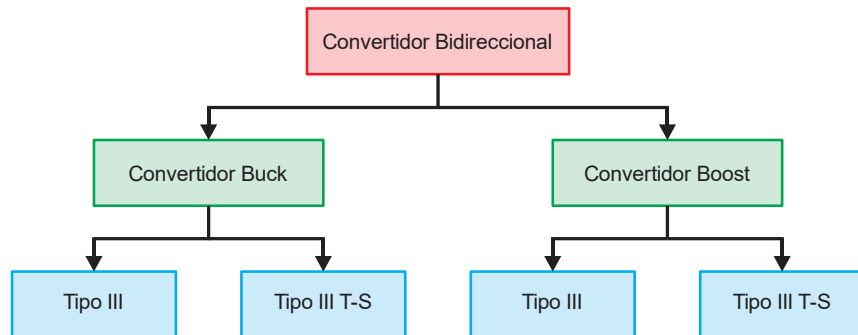 Convertidor Bidireccional
Convertidor Buck
Convertidor Boost
Tipo III
Tipo III T-S
Tipo III
Tipo III T-S